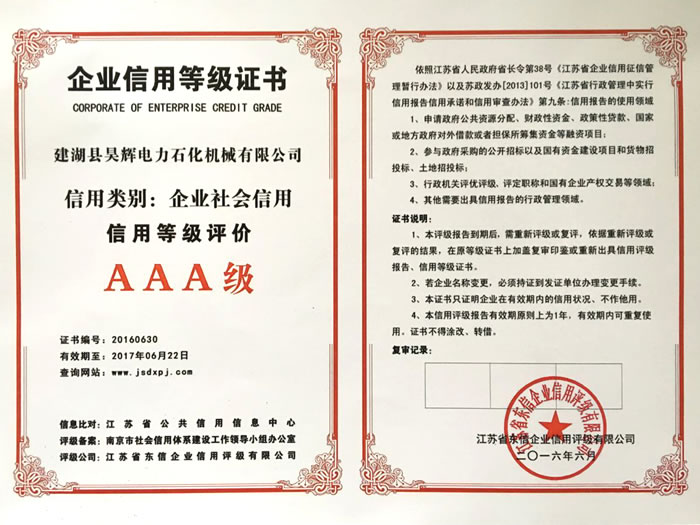 企业信用等级证书
CORPORATE OF ENTERPRISE CREDIT GRADE
建湖县昊辉电力石化机械有限公司
信用类别：企业社会信用
信用等级评价
AAA级
证书编号：20160630
有效期至：2017年06月22日
查询网站：www.jsdxpj.com
信息比对：江苏省公共信用信息中心
评级备案：南京市社会信用体系建设工作领导小组办公室
评级公司：江苏省东信企业信用评级有限公司
依照江苏省人民政府省长令第38号《江苏省企业信用征信管
理暂行办法》以及苏政发办[2013]101号《江苏省行政管理中实行
信用报告信用承诺和信用审查办法》第九条：信用报告的使用领域
1、申请政府公共资源分配、财政性资金、政策性贷款、国家
或地方政府对外借款或者担保所筹集资金等融资项目；
2、参与政府采购的公开招标以及国有资金建设项目和货物招
投标、土地招投标；
3、行政机关评优评级、评定职称和国有企业产权交易等领域；
4、其他需要出具信用报告的行政管理领域。
证书说明：
1、本评级报告到期后，需重新评级或复评，依据重新评级或
复评的结果，在原等级证书上加盖复审印鉴或重新出具信用评级
报告、信用等级证书。
2、若企业名称变更，必须持证到发证单位办理变更手续。
3、本证书只证明企业在有效期内的信用状况、不作他用。
4、本信用评级报告有效期原则上为1年，有效期内可重复使
用。证书不得涂改、转借。
复审记录：
江苏省东信企业信用评级有限公司
江苏省东信企业信用评级有限公司
二〇一六年六月